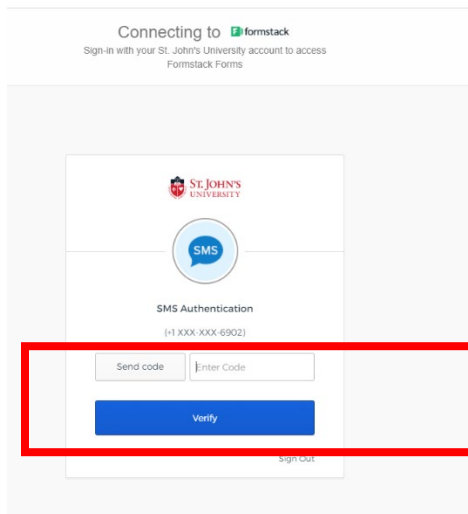 Connecting to formstack
Sign-in with your St. John's University account to access
Formstack Forms
ST. JOHN'S
UNIVERSITY
SMS
SMS Authentication
(+1 XXX-XXX-6902)
Send code Enter Code
Verify
Sign Out